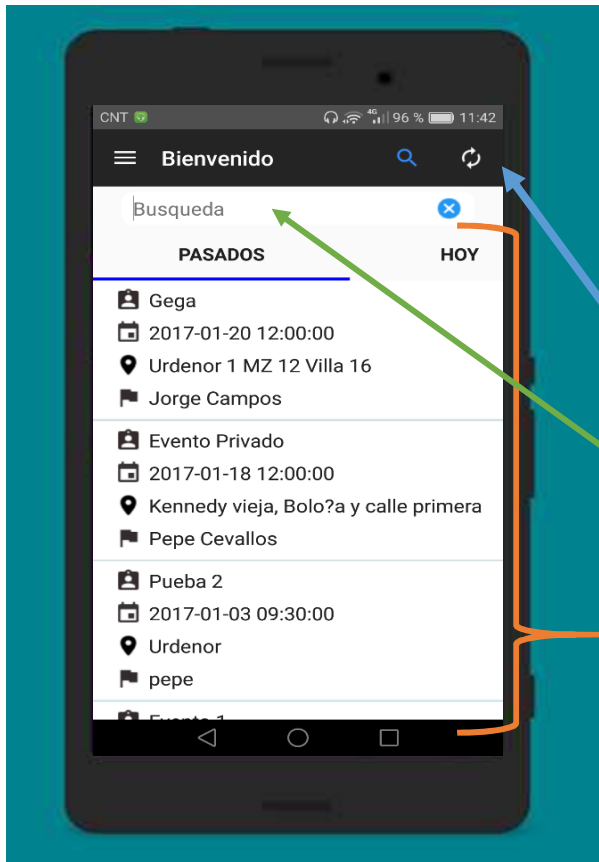 CNT 4G 96 % 11:42
Bienvenido
Busqueda
PASADOS HOY
Gega
2017-01-20 12:00:00
Urdenor 1 MZ 12 Villa 16
Jorge Campos
Evento Privado
2017-01-18 12:00:00
Kennedy vieja, Bolo?a y calle primera
Pepe Cevallos
Pueba 2
2017-01-03 09:30:00
Urdenor
pepe
Evento 1